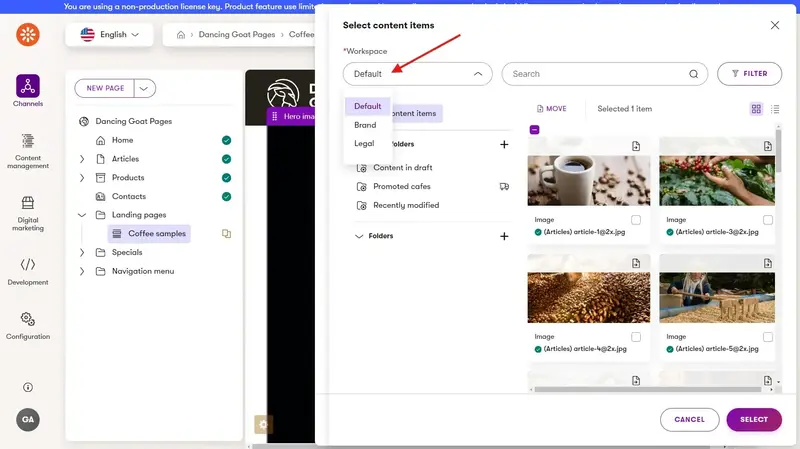 You are using a non-production license key. Product feature use limite
English
Dancing Goat Pages
Coffee
Channels
Content management
Digital marketing
Development
Configuration
GA
NEW PAGE
Dancing Goat Pages
Home
Articles
Products
Contacts
Landing pages
Coffee samples
Specials
Navigation menu
Hero ima
Select content items
*Workspace
Default
Search
FILTER
Default
Brand
Legal
ontent items
folders
Content in draft
Promoted cafes
Recently modified
Folders
MOVE
Selected 1 item
Image
(Articles) article-1@2x.jpg
Image
(Articles) article-3@2x.jpg
Image
(Articles) article-4@2x.jpg
Image
(Articles) article-5@2x.jpg
CANCEL
SELECT